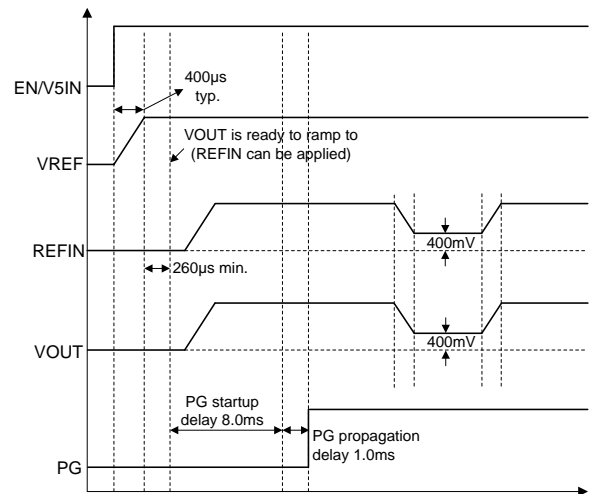 EN/V5IN
400µs
typ.
VOUT is ready to ramp to
(REFIN can be applied)
VREF
400mV
REFIN
260µs min.
400mV
VOUT
PG startup
delay 8.0ms
PG propagation
delay 1.0ms
PG